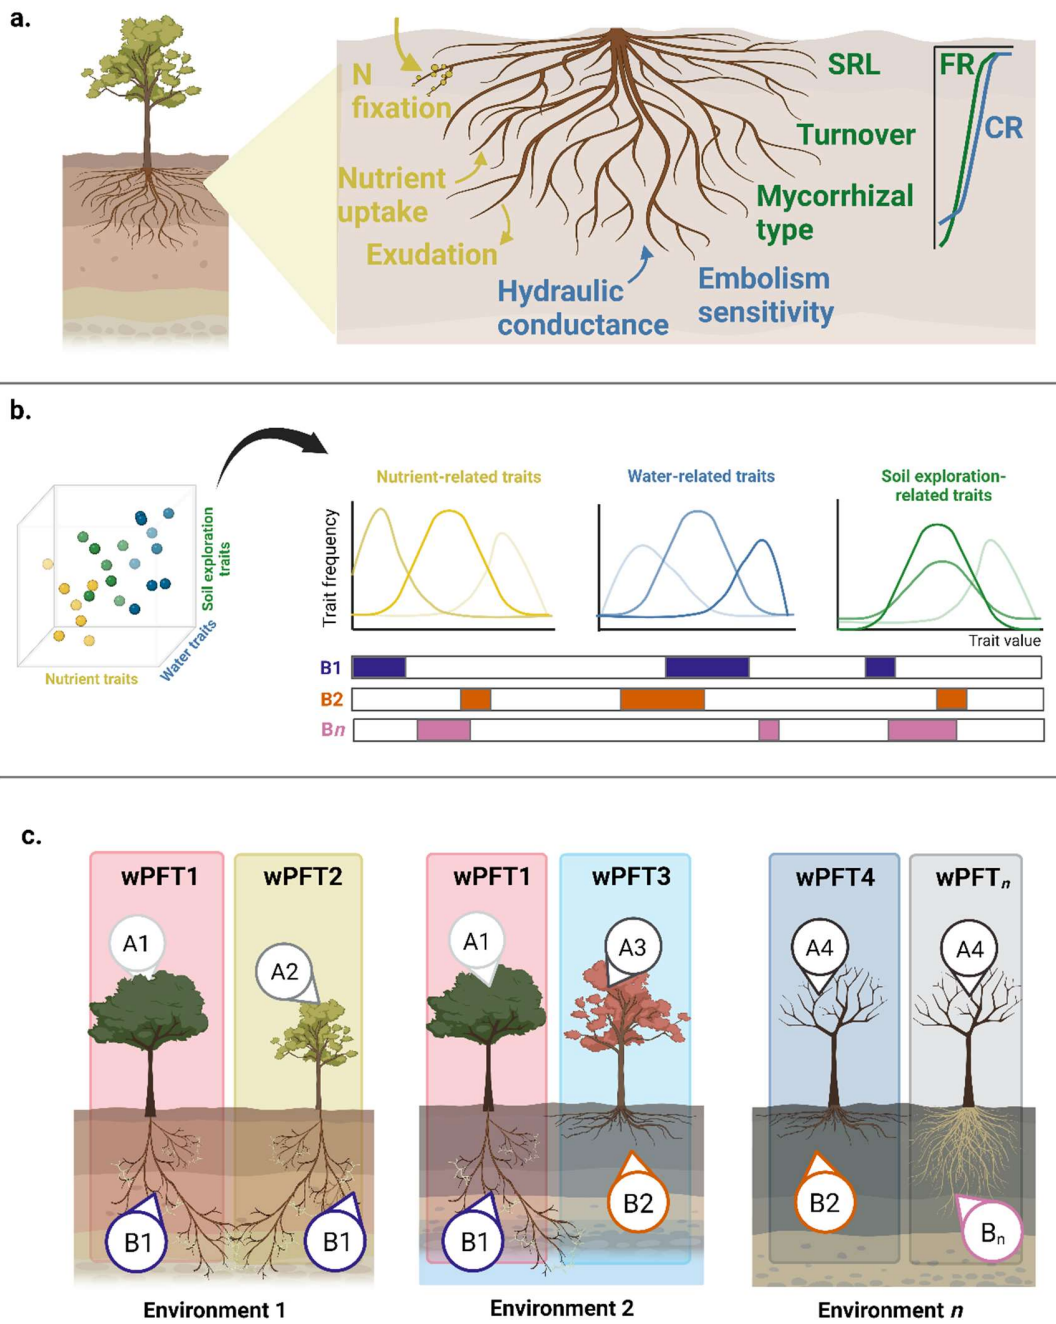 a.
N
fixation
Nutrient
uptake
Exudation
Hydraulic
conductance
Embolism
sensitivity
SRL
Turnover
Mycorrhizal
type
FR
CR
b.
Soil exploration
traits
Water traits
Nutrient traits
Nutrient-related traits
Water-related traits
Soil exploration-
related traits
Trait frequency
Trait value
B1
B2
Bn
c.
wPFT1
wPFT2
wPFT1
wPFT3
wPFT4
wPFTn
A1
A2
A1
A3
A4
A4
B1
B1
B1
B2
B2
Bn
Environment 1
Environment 2
Environment n